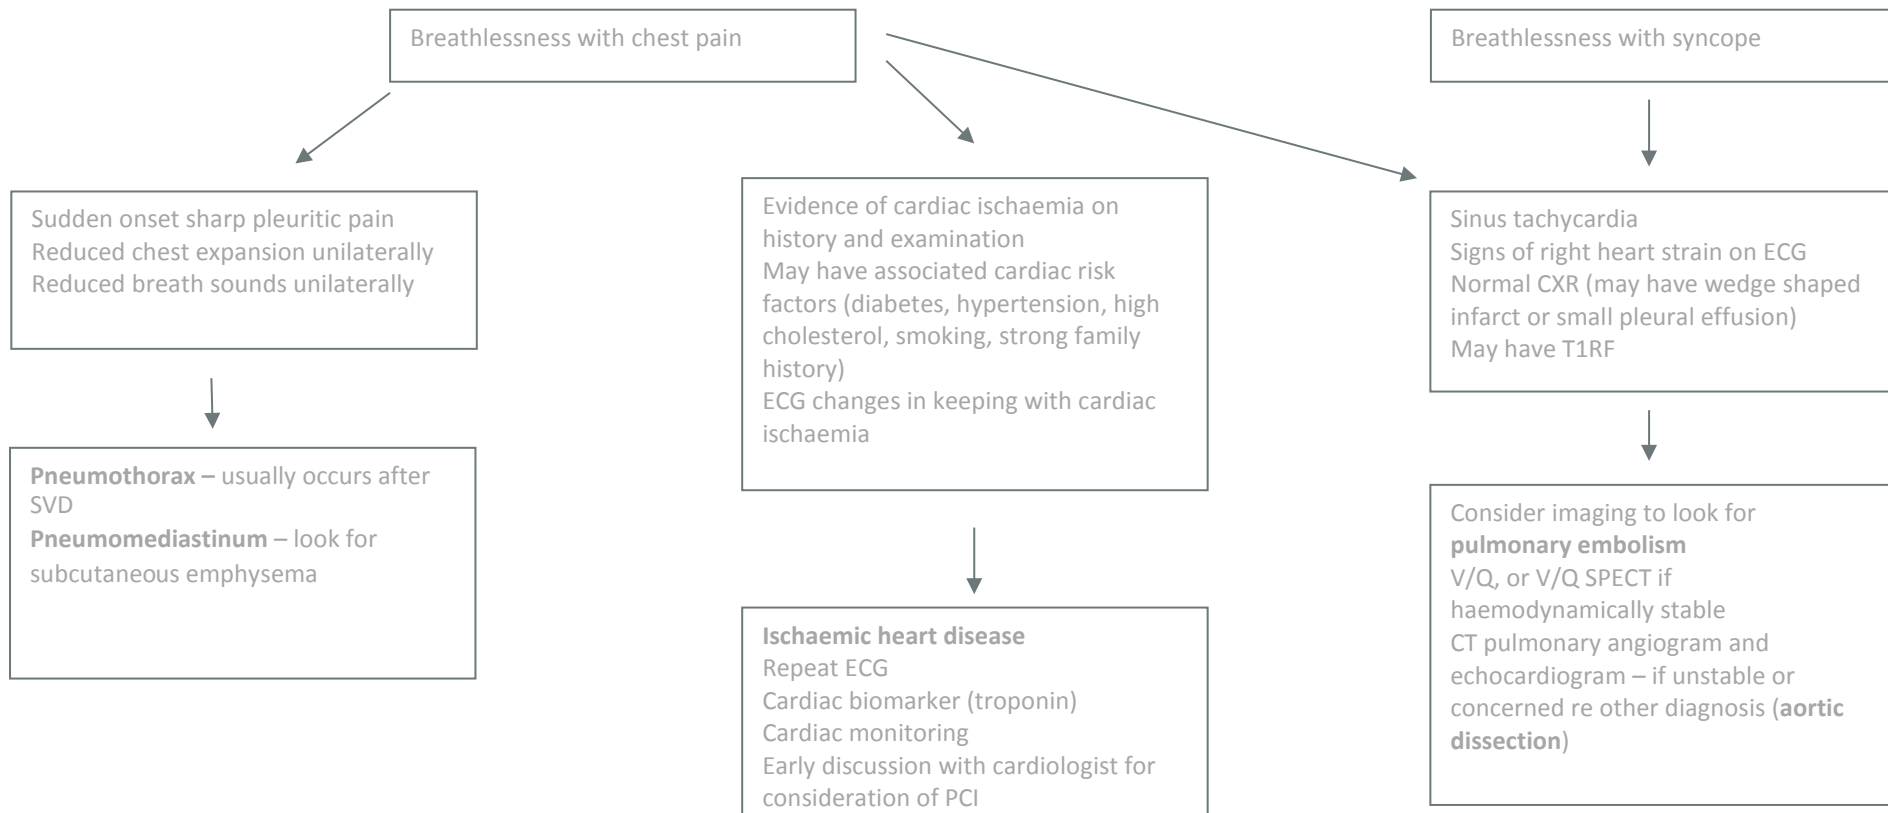 Breathlessness with chest pain
Breathlessness with syncope
Sudden onset sharp pleuritic pain
Reduced chest expansion unilaterally
Reduced breath sounds unilaterally
Evidence of cardiac ischaemia on
history and examination
May have associated cardiac risk
factors (diabetes, hypertension, high
cholesterol, smoking, strong family
history)
ECG changes in keeping with cardiac
ischaemia
Sinus tachycardia
Signs of right heart strain on ECG
Normal CXR (may have wedge shaped
infarct or small pleural effusion)
May have T1RF
Pneumothorax – usually occurs after
SVD
Pneumomediastinum – look for
subcutaneous emphysema
Ischaemic heart disease
Repeat ECG
Cardiac biomarker (troponin)
Cardiac monitoring
Early discussion with cardiologist for
consideration of PCI
Consider imaging to look for
pulmonary embolism
V/Q, or V/Q SPECT if
haemodynamically stable
CT pulmonary angiogram and
echocardiogram – if unstable or
concerned re other diagnosis (aortic
dissection)